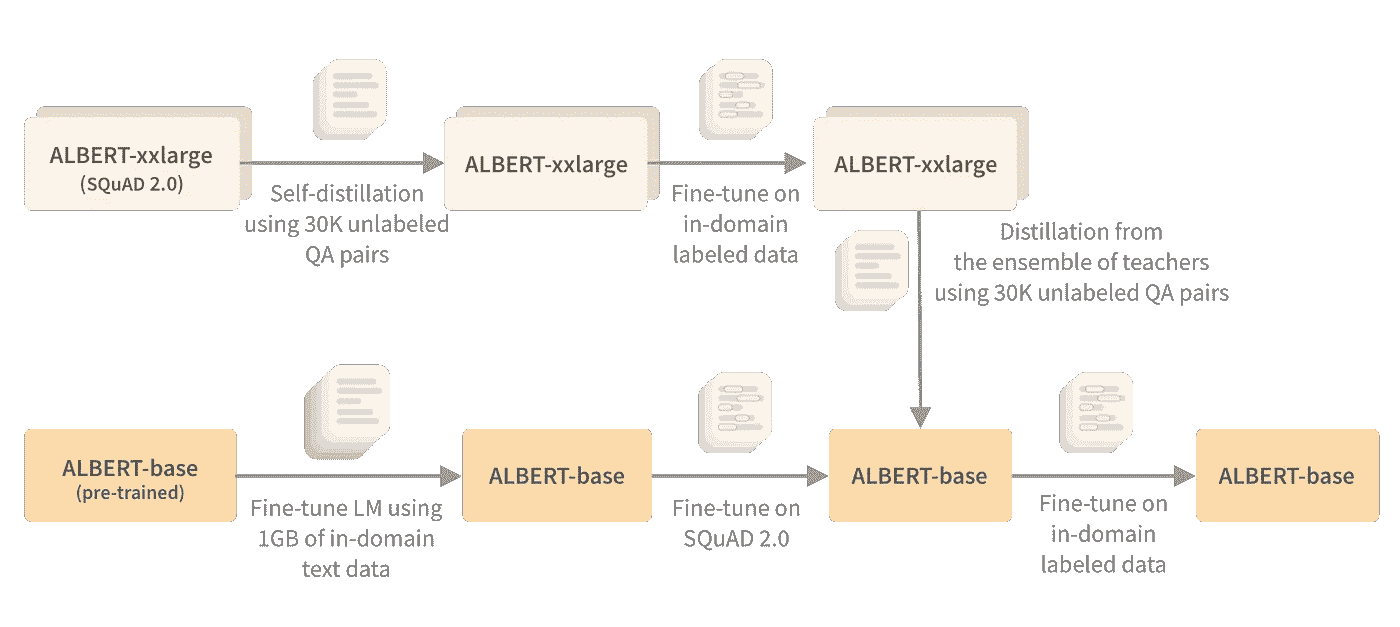 ALBERT-xxlarge
(SQuAD 2.0)
Self-distillation
using 30K unlabeled
QA pairs
ALBERT-xxlarge
Fine-tune on
in-domain
labeled data
ALBERT-xxlarge
Distillation from
the ensemble of teachers
using 30K unlabeled QA pairs
ALBERT-base
(pre-trained)
Fine-tune LM using
1GB of in-domain
text data
ALBERT-base
Fine-tune on
SQuAD 2.0
ALBERT-base
Fine-tune on
in-domain
labeled data
ALBERT-base